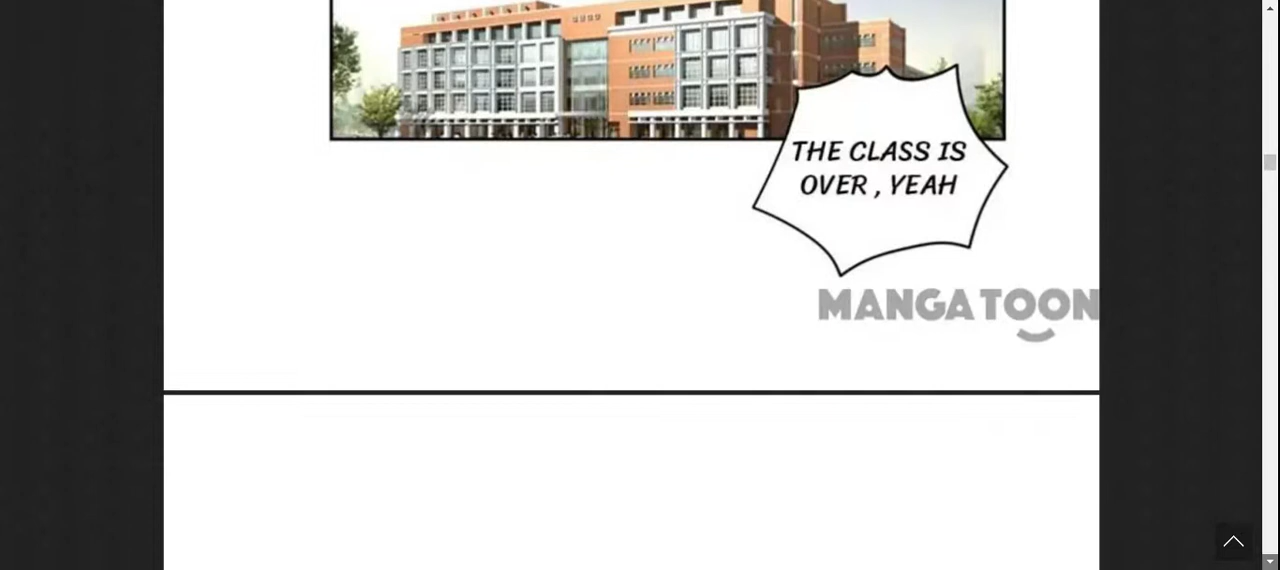 THE CLASS IS
OVER , YEAH
MANGATOON